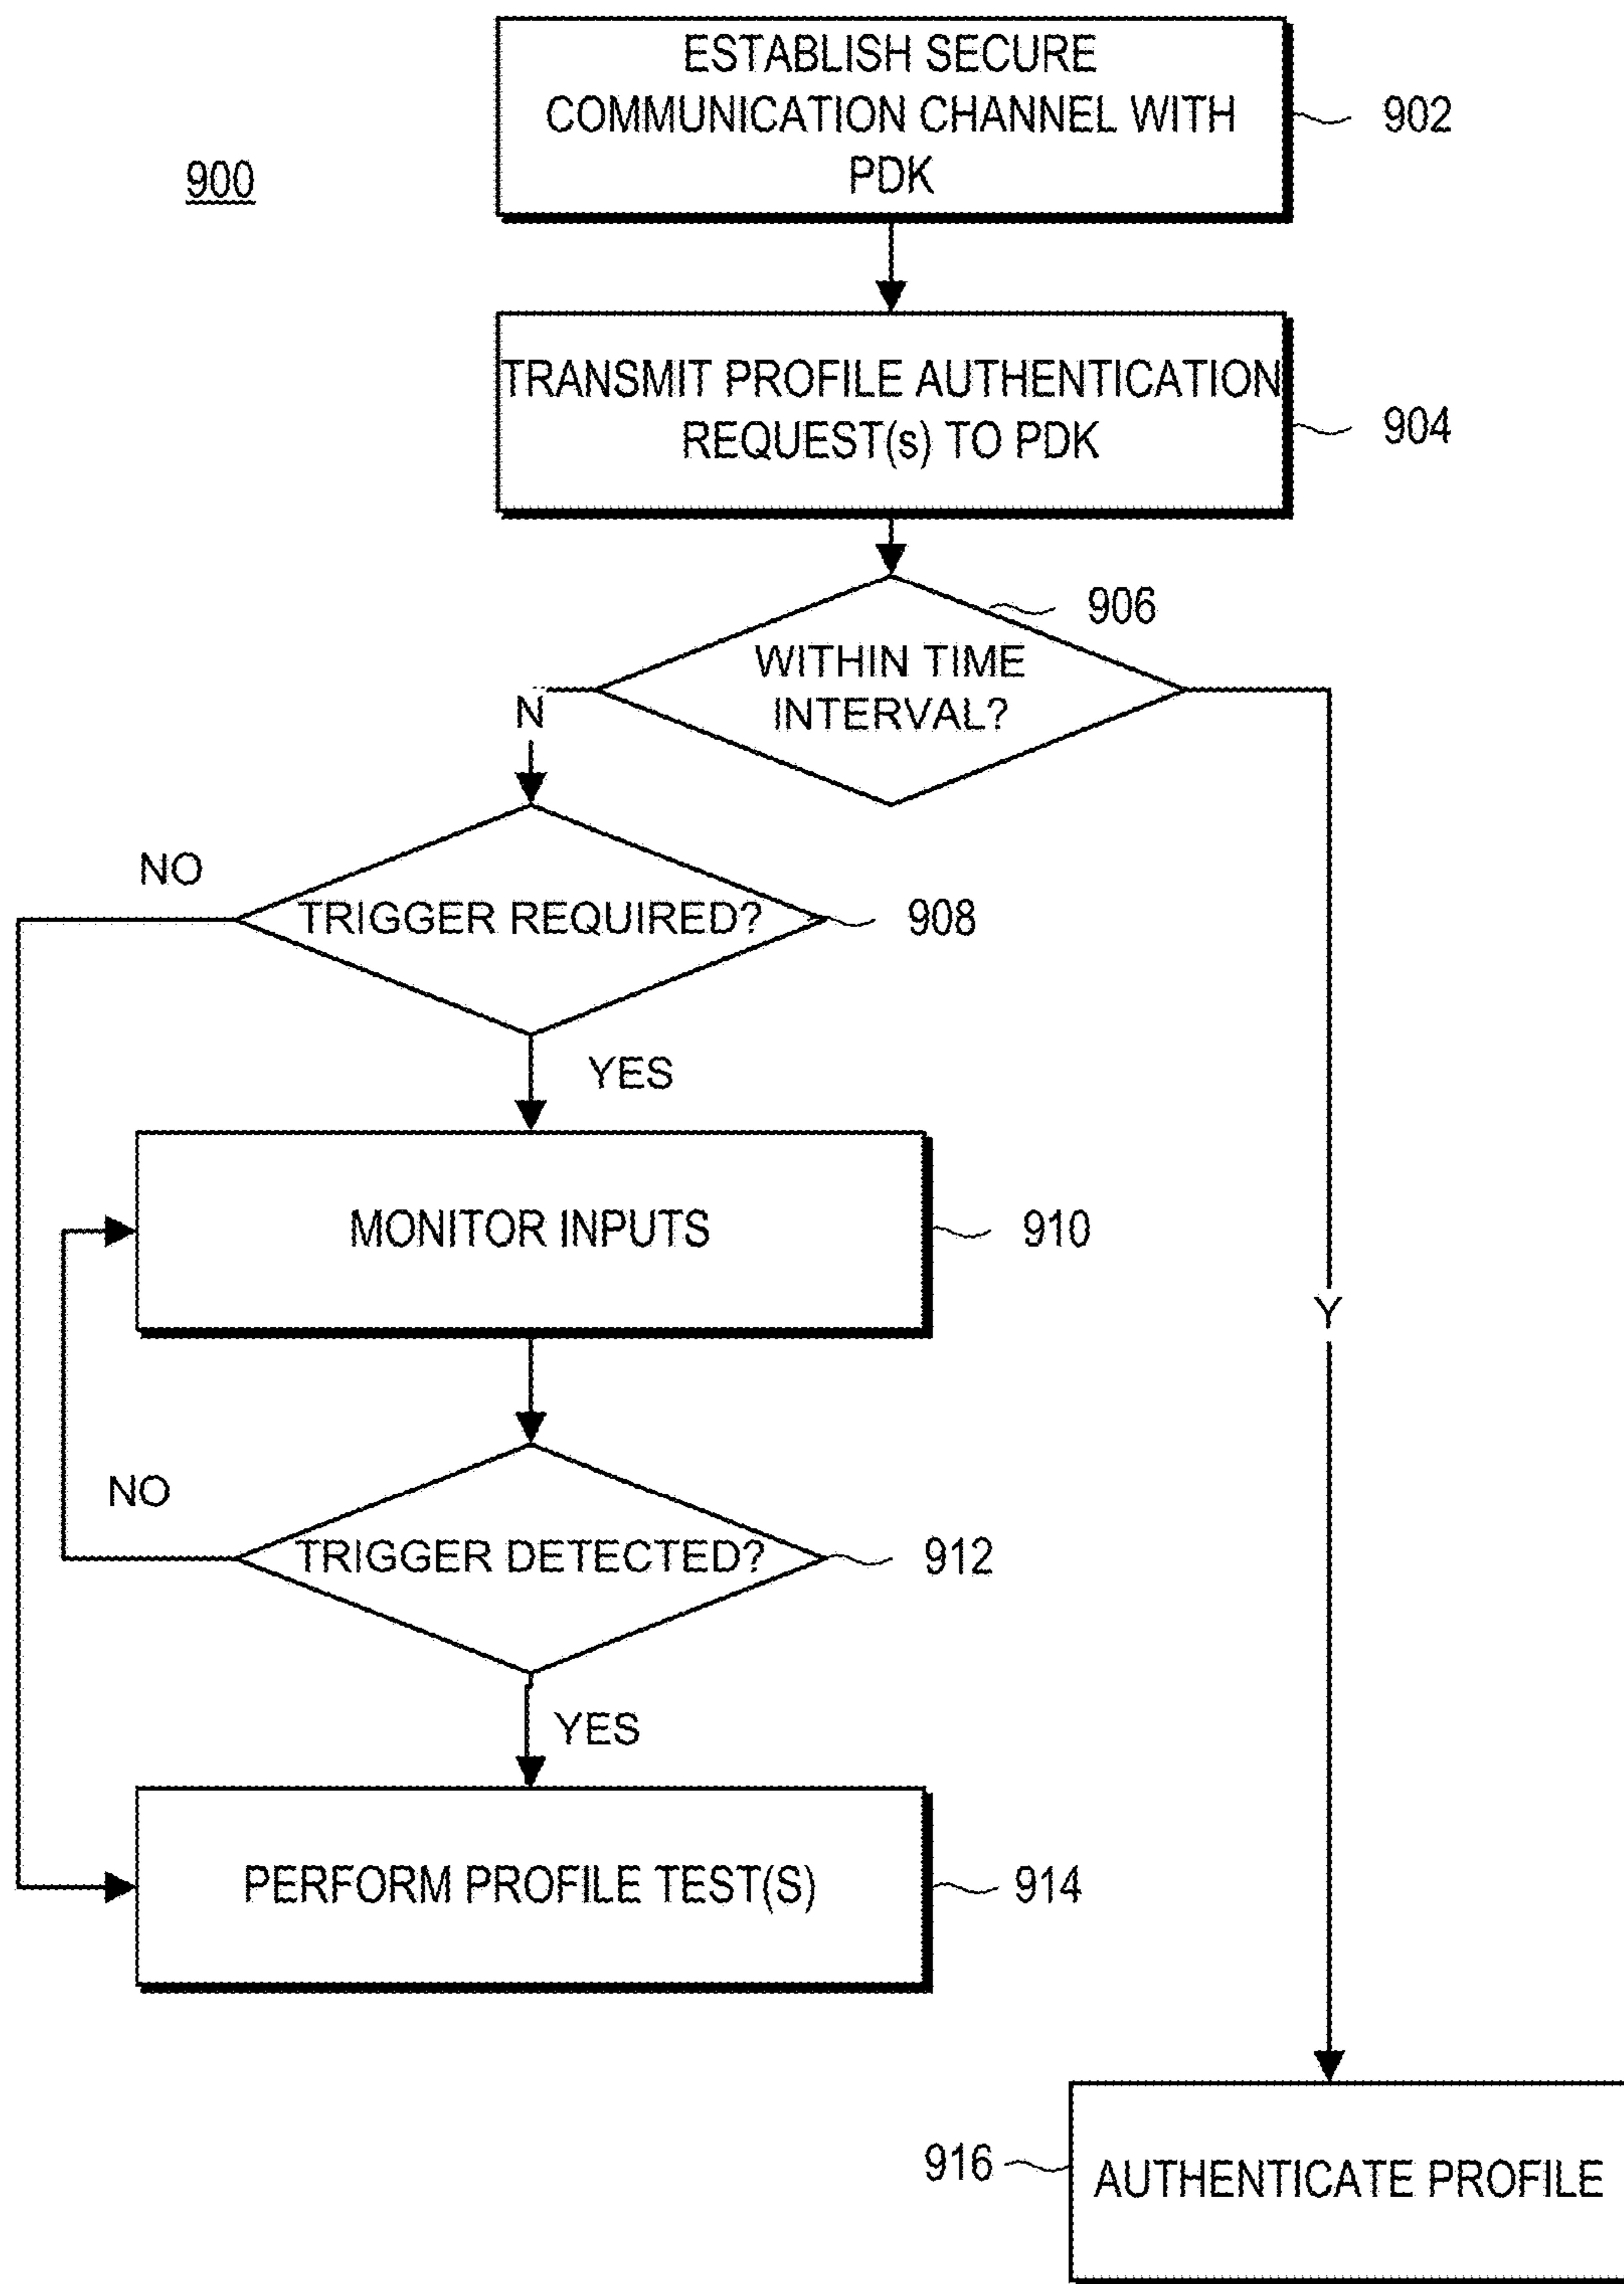 ESTABLISH SECURE
COMMUNICATION CHANNEL WITH
PDK
902
900
TRANSMIT PROFILE AUTHENTICATION
REQUEST(s) TO PDK
904
906
WITHIN TIME
INTERVAL?
N
NO
TRIGGER REQUIRED?
908
YES
MONITOR INPUTS
910
Y
NO
TRIGGER DETECTED?
912
YES
PERFORM PROFILE TEST(S)
914
916
AUTHENTICATE PROFILE